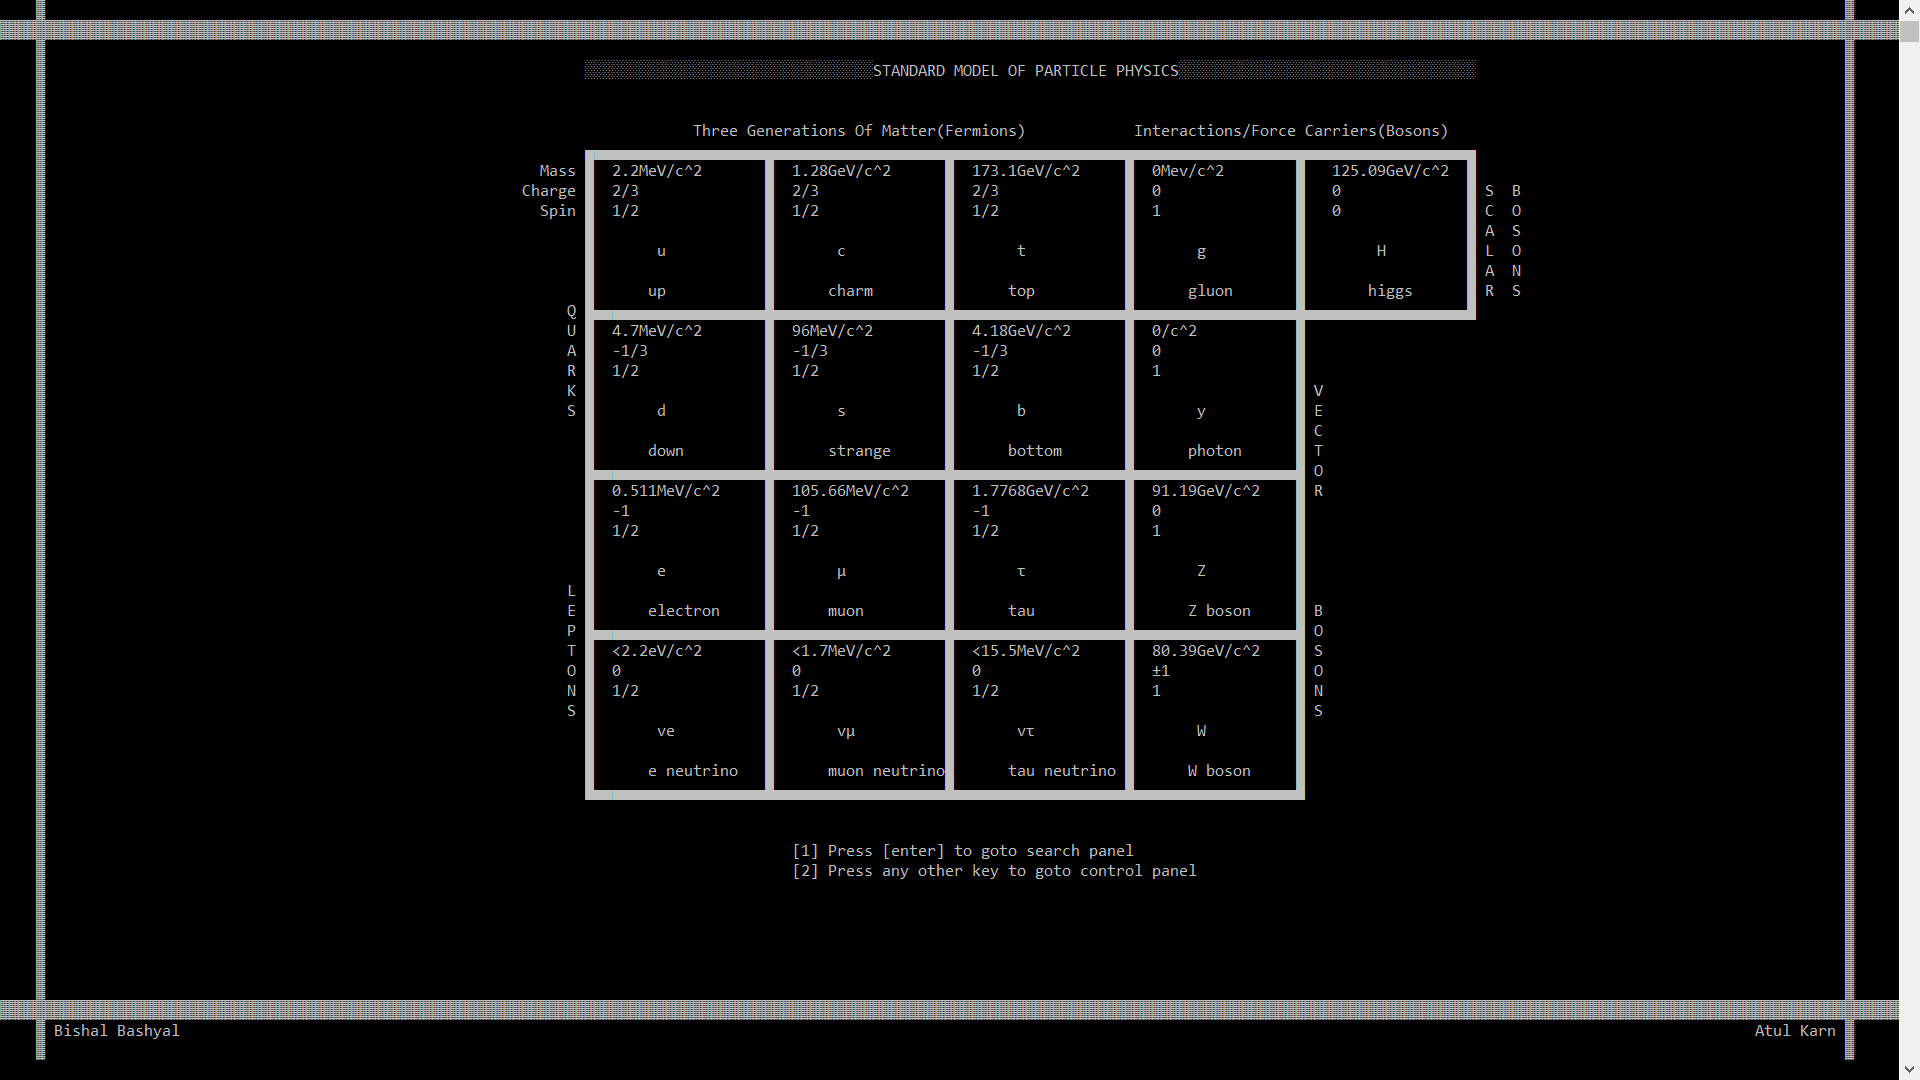 STANDARD MODEL OF PARTICLE PHYSICS
Three Generations Of Matter(Fermions) Interactions/Force Carriers(Bosons)
Mass 2.2MeV/c^2 1.28GeV/c^2 173.1GeV/c^2 0Mev/c^2 125.09GeV/c^2
Charge 2/3 2/3 2/3 0 0
Spin 1/2 1/2 1/2 1 0
u c t g H
up charm top gluon higgs
SCALAR BOSONS
QUARKS
4.7MeV/c^2 96MeV/c^2 4.18GeV/c^2 0/c^2
-1/3 -1/3 -1/3 0
1/2 1/2 1/2 1
d s b y
down strange bottom photon
VECTOR
0.511MeV/c^2 105.66MeV/c^2 1.7768GeV/c^2 91.19GeV/c^2
-1 -1 -1 0
1/2 1/2 1/2 1
e µ τ Z
electron muon tau Z boson
LEPTONS
BOSONS
<2.2eV/c^2 <1.7MeV/c^2 <15.5MeV/c^2 80.39GeV/c^2
0 0 0 ±1
1/2 1/2 1/2 1
ve vµ vτ W
e neutrino muon neutrino tau neutrino W boson
[1] Press [enter] to goto search panel
[2] Press any other key to goto control panel
Bishal Bashyal Atul Karn